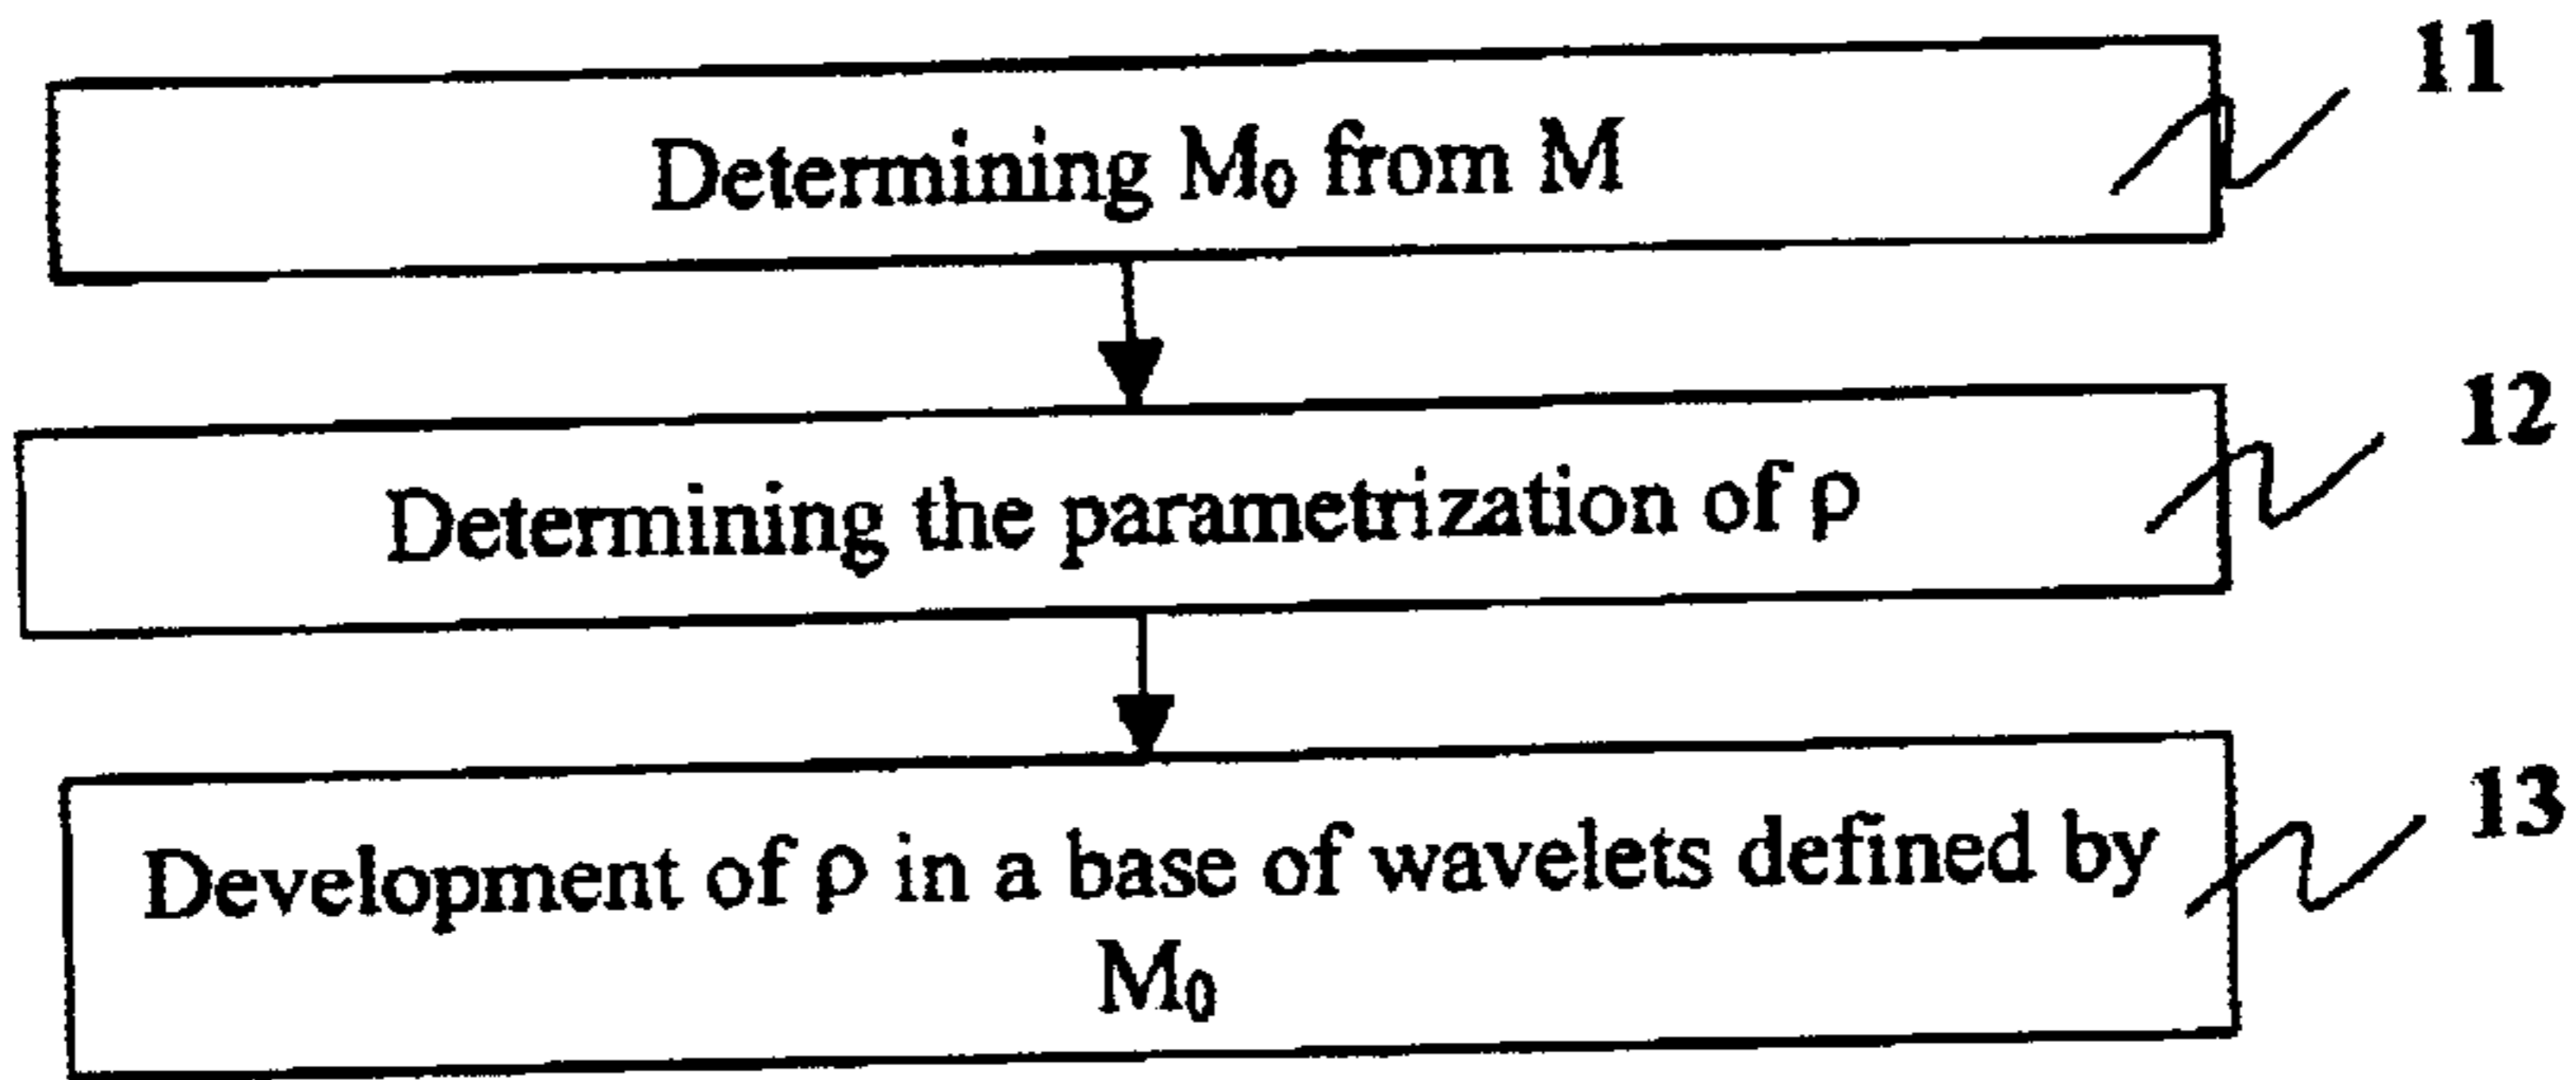 11
Determining M₀ from M
12
Determining the parametrization of ρ
13
Development of ρ in a base of wavelets defined by
M₀